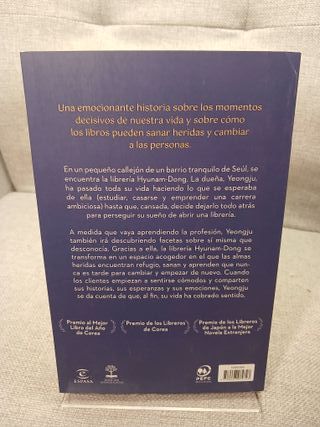 Una emocionante historia sobre los momentos
decisivos de nuestra vida y sobre cómo
los libros pueden sanar heridas y cambiar
a las personas.
En un pequeño callejón de un barrio tranquilo de Seúl, se
encuentra la librería Hyunam-Dong. La dueña, Yeongju,
ha pasado toda su vida haciendo lo que se esperaba
de ella (estudiar, casarse y emprender una carrera
ambiciosa) hasta que, cansada, decide dejarlo todo atrás
para perseguir su sueño de abrir una librería.
A medida que vaya aprendiendo la profesión, Yeongju
también irá descubriendo facetas sobre sí misma que
desconocía. Gracias a ella, la librería Hyunam-Dong se
transforma en un espacio acogedor en el que las almas
heridas encuentran refugio, sanan y aprenden que nunca
es tarde para cambiar y empezar de nuevo. Cuando
los clientes empiezan a sentirse cómodos y comparten
sus historias, sus esperanzas y sus emociones, Yeongju
se da cuenta de que, al fin, su vida ha cobrado sentido.
Premio al Mejor
Libro del Año
de Corea
Premio de los Libreros
de Corea
Premio de los Libreros
de Japón a la Mejor
Novela Extranjera
ESPASA
PEFC